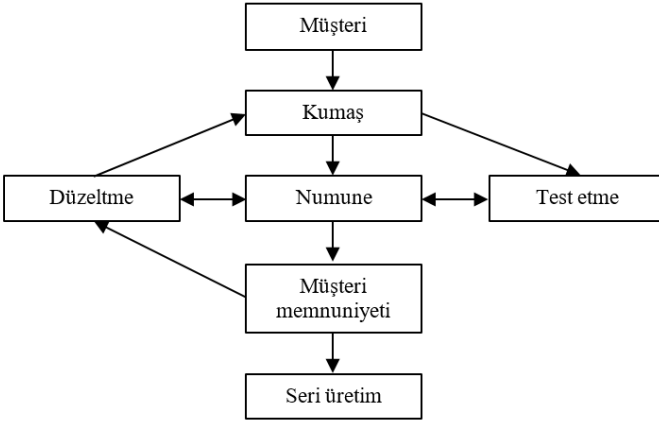 Müşteri
Kumaş
Düzeltme
Numune
Test etme
Müşteri
memnuniyeti
Seri üretim